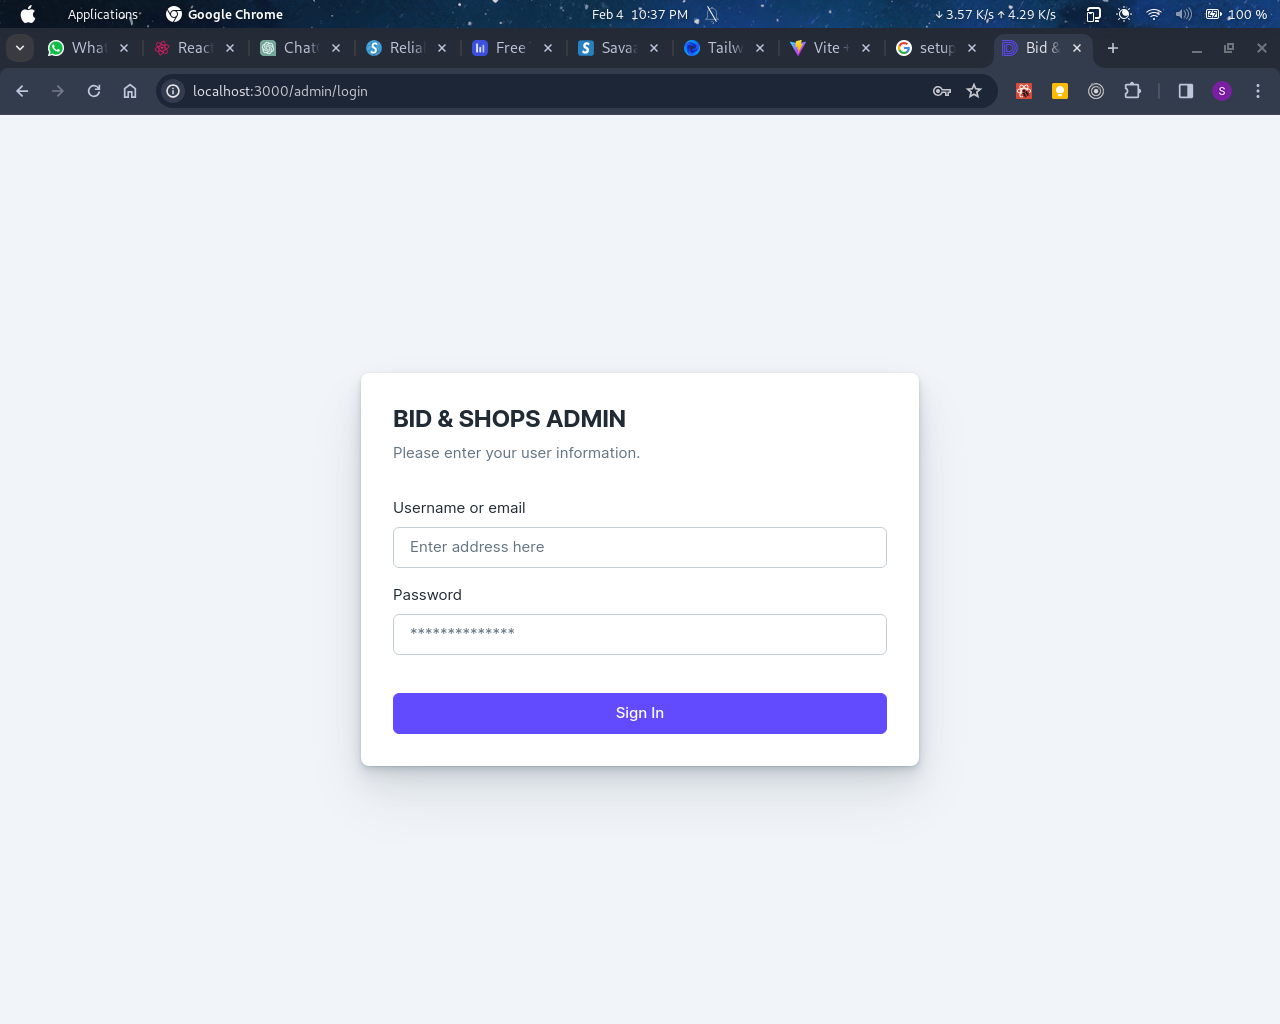 Applications Google Chrome Feb 4 10:37 PM ↓ 3.57 K/s ↑ 4.29 K/s 100 %
What React Chat Relia Free Sava Tailw Vite + setup Bid &
localhost:3000/admin/login S
BID & SHOPS ADMIN
Please enter your user information.
Username or email
Enter address here
Password
**************
Sign In